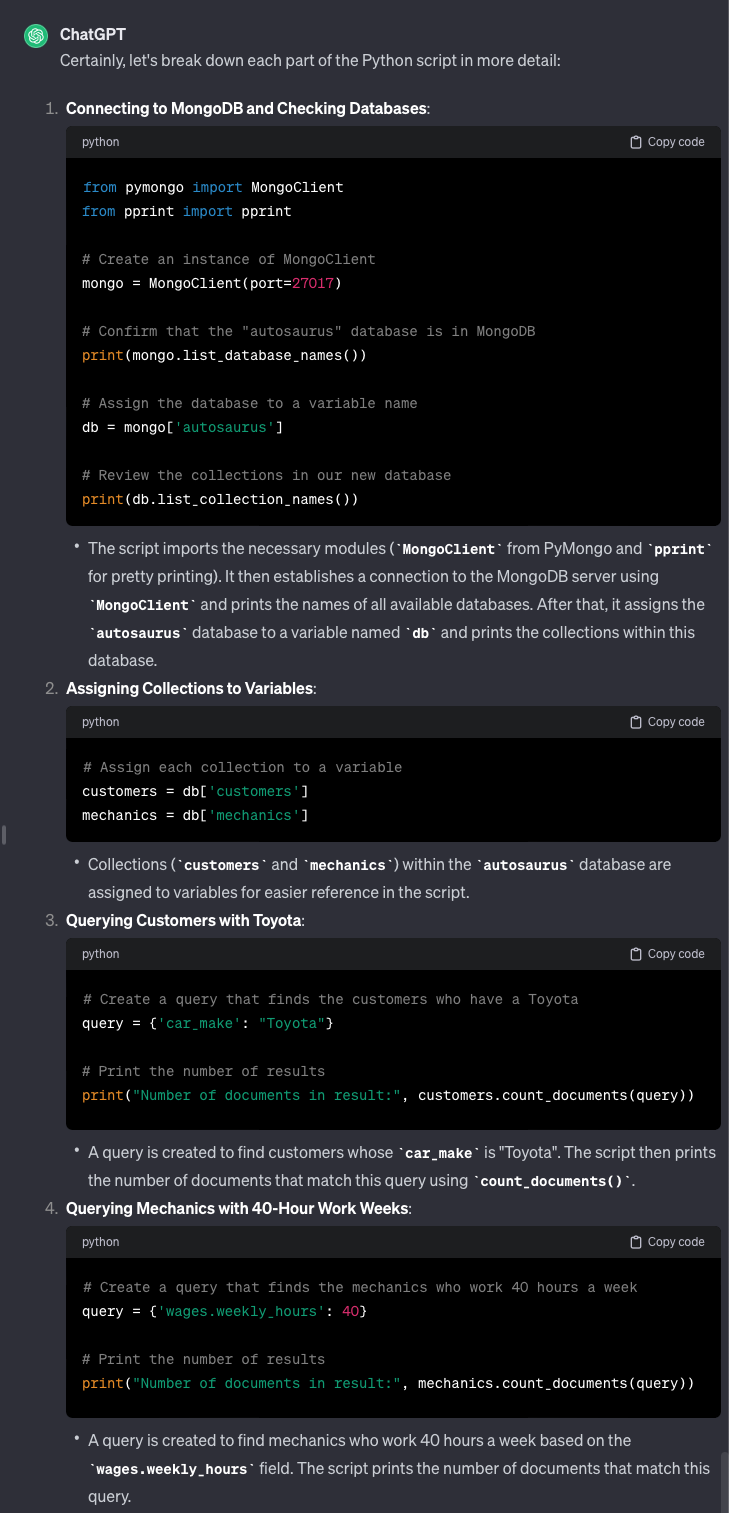 ChatGPT
Certainly, let's break down each part of the Python script in more detail:
1. Connecting to MongoDB and Checking Databases:
python Copy code
from pymongo import MongoClient
from pprint import pprint
# Create an instance of MongoClient
mongo = MongoClient(port=27017)
# Confirm that the "autosaurus" database is in MongoDB
print(mongo.list_database_names())
# Assign the database to a variable name
db = mongo['autosaurus']
# Review the collections in our new database
print(db.list_collection_names())
• The script imports the necessary modules (`MongoClient` from PyMongo and `pprint`
for pretty printing). It then establishes a connection to the MongoDB server using
`MongoClient` and prints the names of all available databases. After that, it assigns the
`autosaurus` database to a variable named `db` and prints the collections within this
database.
2. Assigning Collections to Variables:
python Copy code
# Assign each collection to a variable
customers = db['customers']
mechanics = db['mechanics']
• Collections (`customers` and `mechanics`) within the `autosaurus` database are
assigned to variables for easier reference in the script.
3. Querying Customers with Toyota:
python Copy code
# Create a query that finds the customers who have a Toyota
query = {'car_make': "Toyota"}
# Print the number of results
print("Number of documents in result:", customers.count_documents(query))
• A query is created to find customers whose `car_make` is "Toyota". The script then prints
the number of documents that match this query using `count_documents()`.
4. Querying Mechanics with 40-Hour Work Weeks:
python Copy code
# Create a query that finds the mechanics who work 40 hours a week
query = {'wages.weekly_hours': 40}
# Print the number of results
print("Number of documents in result:", mechanics.count_documents(query))
• A query is created to find mechanics who work 40 hours a week based on the
`wages.weekly_hours` field. The script prints the number of documents that match this
query.